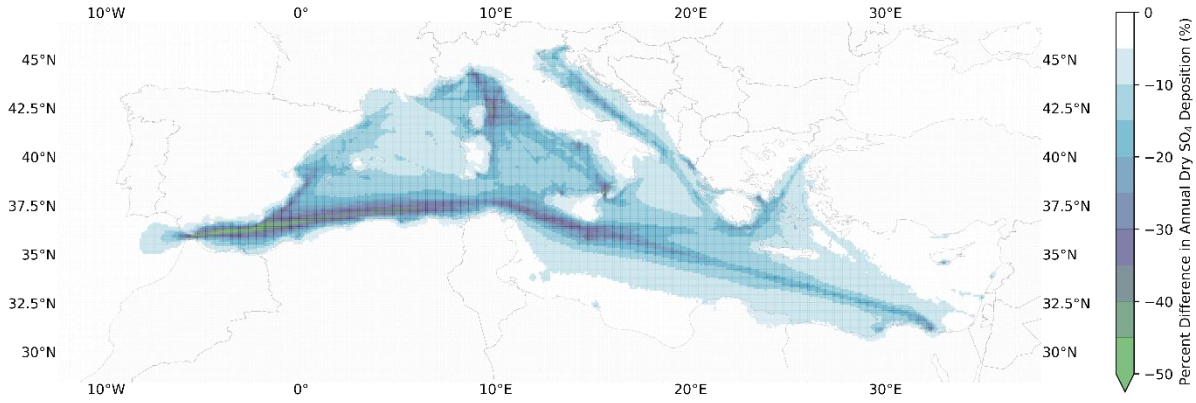 10°W 0° 10°E 20°E 30°E
45°N 45°N
42.5°N 42.5°N
40°N 40°N
37.5°N 37.5°N
35°N 35°N
32.5°N 32.5°N
30°N 30°N
10°W 0° 10°E 20°E 30°E
0
−10
−20
−30
−40
−50
Percent Difference in Annual Dry SO₄ Deposition (%)